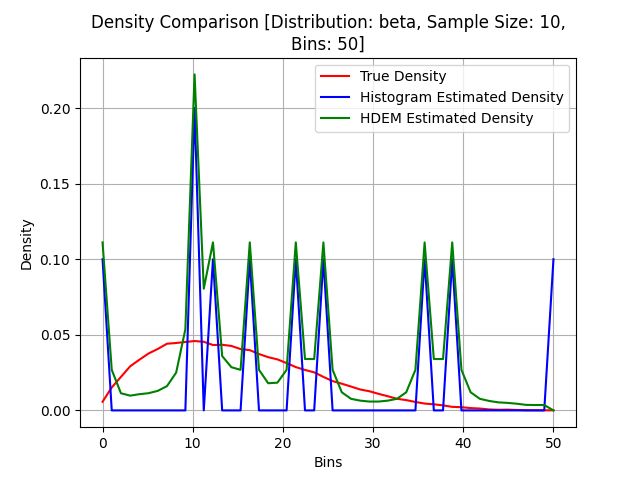 Density Comparison [Distribution: beta, Sample Size: 10,
Bins: 50]
True Density
Histogram Estimated Density
HDEM Estimated Density
Density
0.20
0.15
0.10
0.05
0.00
0 10 20 30 40 50
Bins